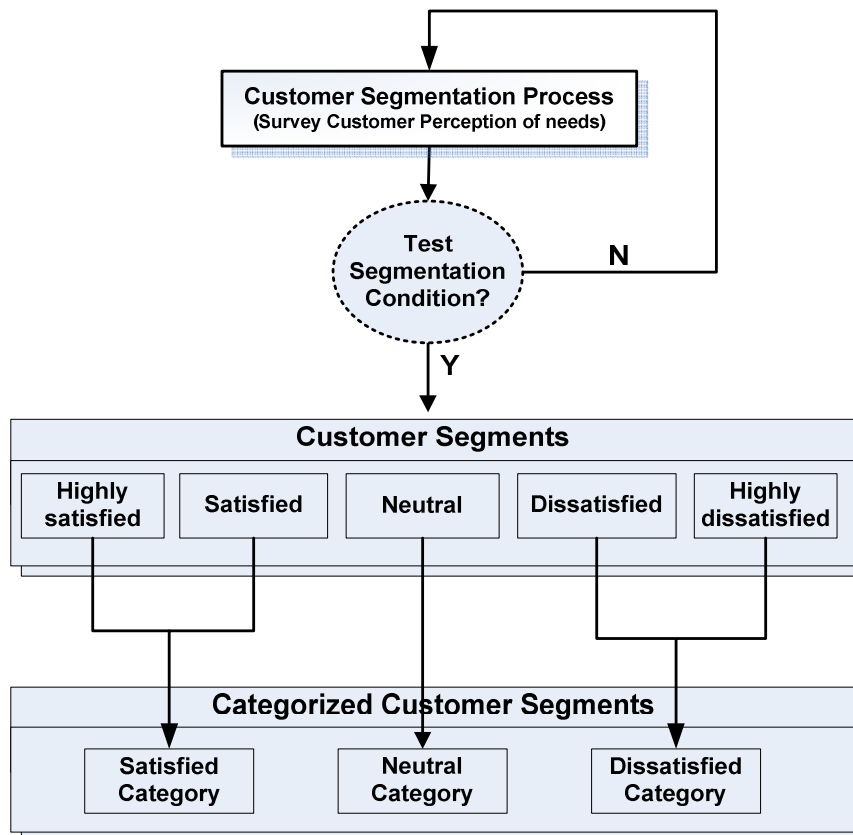 Customer Segmentation Process
(Survey Customer Perception of needs)
Test
Segmentation
Condition?
N
Y
Customer Segments
Highly
satisfied
Satisfied
Neutral
Dissatisfied
Highly
dissatisfied
Categorized Customer Segments
Satisfied
Category
Neutral
Category
Dissatisfied
Category